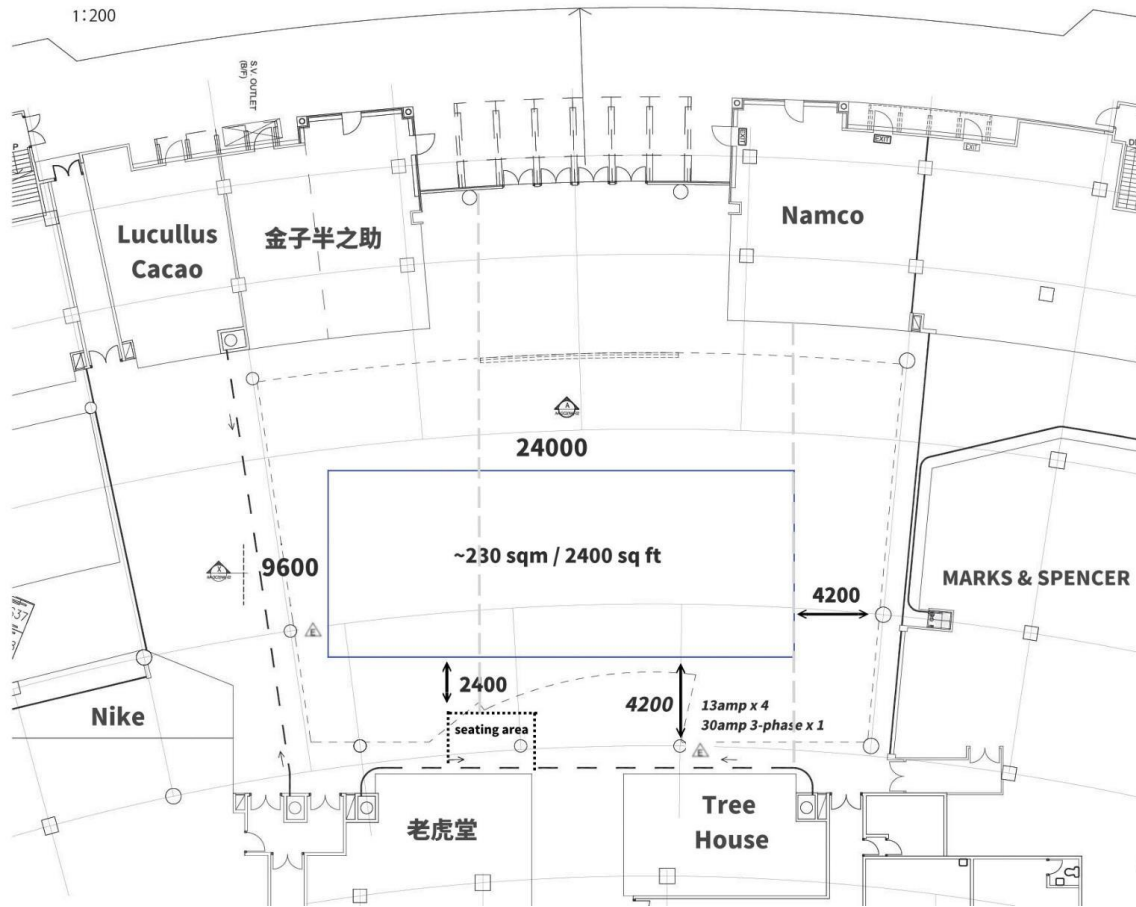 1:200
S.V. OUTLET
(B/F)
EXIT
EXIT
EXIT
Lucullus
Cacao
金子半之助
Namco
A
24000
~230 sqm / 2400 sq ft
X
9600
E
4200
MARKS & SPENCER
2400
4200
13amp x 4
30amp 3-phase x 1
Nike
seating area
E
老虎堂
Tree
House